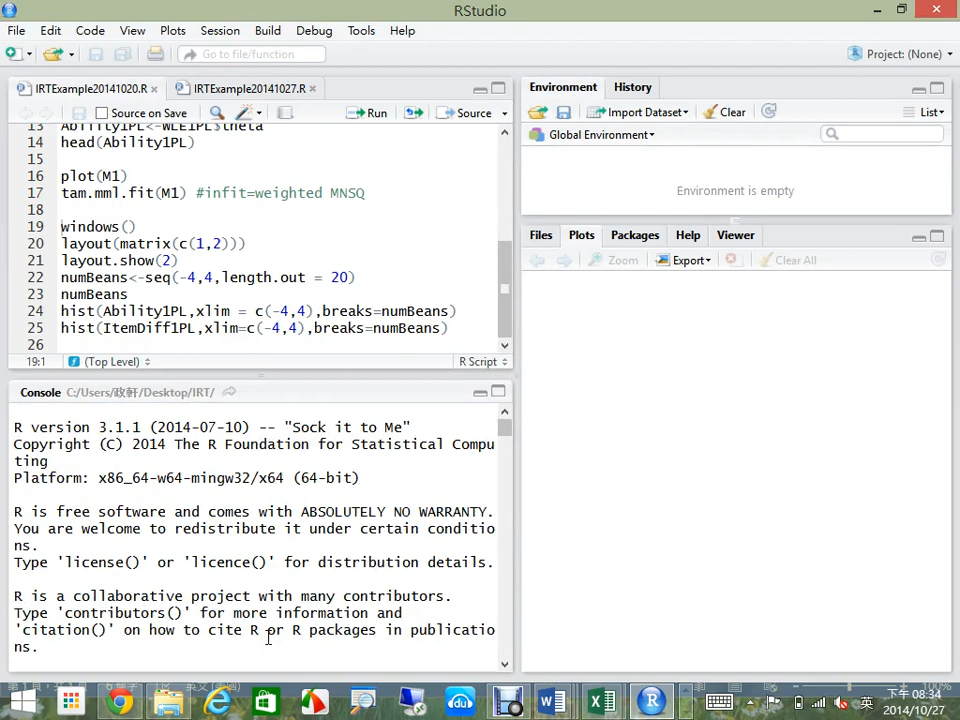 RStudio
File Edit Code View Plots Session Build Debug Tools Help
Go to file/function
Project: (None)
IRTExample20141020.R
IRTExample20141027.R
Source on Save
Run
Source
13 Ability1PL<-WLE1PL$theta
14 head(Ability1PL)
15
16 plot(M1)
17 tam.mml.fit(M1) #infit=weighted MNSQ
18
19 windows()
20 layout(matrix(c(1,2)))
21 layout.show(2)
22 numBeans<-seq(-4,4,length.out = 20)
23 numBeans
24 hist(Ability1PL,xlim = c(-4,4),breaks=numBeans)
25 hist(ItemDiff1PL,xlim=c(-4,4),breaks=numBeans)
26
19:1 (Top Level) R Script
Console C:/Users/政軒/Desktop/IRT/
R version 3.1.1 (2014-07-10) -- "Sock it to Me"
Copyright (C) 2014 The R Foundation for Statistical Compu
ting
Platform: x86_64-w64-mingw32/x64 (64-bit)
R is free software and comes with ABSOLUTELY NO WARRANTY.
You are welcome to redistribute it under certain conditio
ns.
Type 'license()' or 'licence()' for distribution details.
R is a collaborative project with many contributors.
Type 'contributors()' for more information and
'citation()' on how to cite R or R packages in publicatio
ns.
Environment History
Import Dataset Clear List
Global Environment
Environment is empty
Files Plots Packages Help Viewer
Zoom Export Clear All
英
下午 08:34
2014/10/27